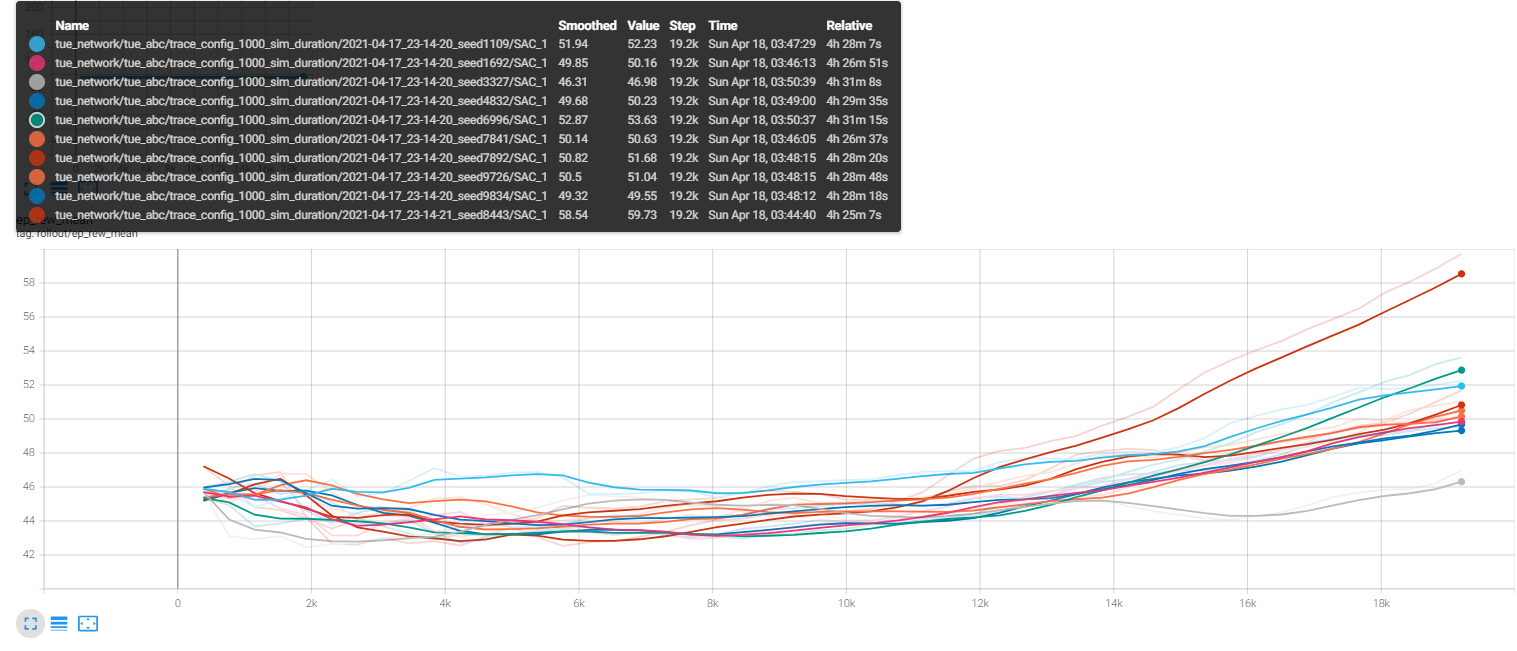 200
Name Smoothed Value Step Time Relative
tue_network/tue_abc/trace_config_1000_sim_duration/2021-04-17_23-14-20_seed1109/SAC_1 51.94 52.23 19.2k Sun Apr 18, 03:47:29 4h 28m 7s
tue_network/tue_abc/trace_config_1000_sim_duration/2021-04-17_23-14-20_seed1692/SAC_1 49.85 50.16 19.2k Sun Apr 18, 03:46:13 4h 26m 51s
tue_network/tue_abc/trace_config_1000_sim_duration/2021-04-17_23-14-20_seed3327/SAC_1 46.31 46.98 19.2k Sun Apr 18, 03:50:39 4h 31m 8s
tue_network/tue_abc/trace_config_1000_sim_duration/2021-04-17_23-14-20_seed4832/SAC_1 49.68 50.23 19.2k Sun Apr 18, 03:49:00 4h 29m 35s
tue_network/tue_abc/trace_config_1000_sim_duration/2021-04-17_23-14-20_seed6996/SAC_1 52.87 53.63 19.2k Sun Apr 18, 03:50:37 4h 31m 15s
tue_network/tue_abc/trace_config_1000_sim_duration/2021-04-17_23-14-20_seed7841/SAC_1 50.14 50.63 19.2k Sun Apr 18, 03:46:05 4h 26m 37s
tue_network/tue_abc/trace_config_1000_sim_duration/2021-04-17_23-14-20_seed7892/SAC_1 50.82 51.68 19.2k Sun Apr 18, 03:48:15 4h 28m 20s
tue_network/tue_abc/trace_config_1000_sim_duration/2021-04-17_23-14-20_seed9726/SAC_1 50.5 51.04 19.2k Sun Apr 18, 03:48:15 4h 28m 48s
tue_network/tue_abc/trace_config_1000_sim_duration/2021-04-17_23-14-20_seed9834/SAC_1 49.32 49.55 19.2k Sun Apr 18, 03:48:12 4h 28m 18s
tue_network/tue_abc/trace_config_1000_sim_duration/2021-04-17_23-14-21_seed8443/SAC_1 58.54 59.73 19.2k Sun Apr 18, 03:44:40 4h 25m 7s
ep_rew_mean
tag: rollout/ep_rew_mean
58
56
54
52
50
48
46
44
42
0 2k 4k 6k 8k 10k 12k 14k 16k 18k